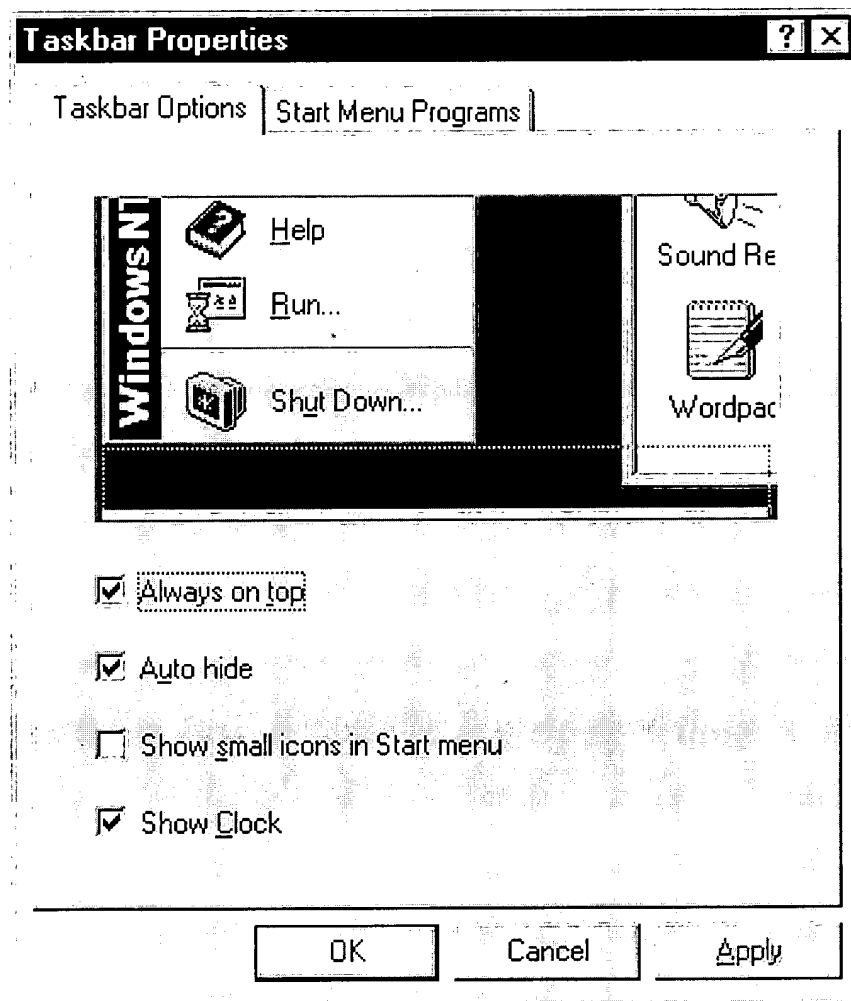 Taskbar Properties
Taskbar Options
Start Menu Programs
Windows NT
Help
Run...
Shut Down...
Sound Re
Wordpad
Always on top
Auto hide
Show small icons in Start menu
Show Clock
OK
Cancel
Apply